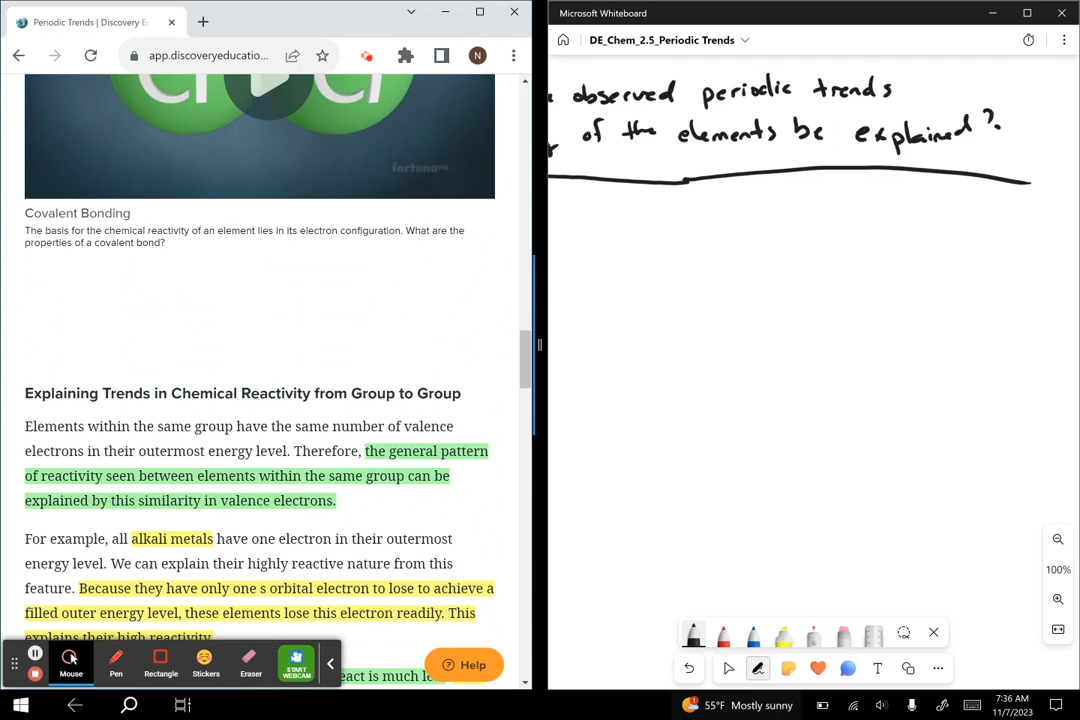 Periodic Trends | Discovery E
app.discoveryeducatio...
N
Cl
Cl
fortuna
Covalent Bonding
The basis for the chemical reactivity of an element lies in its electron configuration. What are the
properties of a covalent bond?
Explaining Trends in Chemical Reactivity from Group to Group
Elements within the same group have the same number of valence
electrons in their outermost energy level. Therefore, the general pattern
of reactivity seen between elements within the same group can be
explained by this similarity in valence electrons.
For example, all alkali metals have one electron in their outermost
energy level. We can explain their highly reactive nature from this
feature. Because they have only one s orbital electron to lose to achieve a
filled outer energy level, these elements lose this electron readily. This
explains their high reactivity.
react is much le
Mouse
Pen
Rectangle
Stickers
Eraser
START
WEBCAM
Help
Microsoft Whiteboard
DE_Chem_2.5_Periodic Trends
observed periodic trends
of the elements be explained?
100%
T
55°F Mostly sunny
7:36 AM
11/7/2023